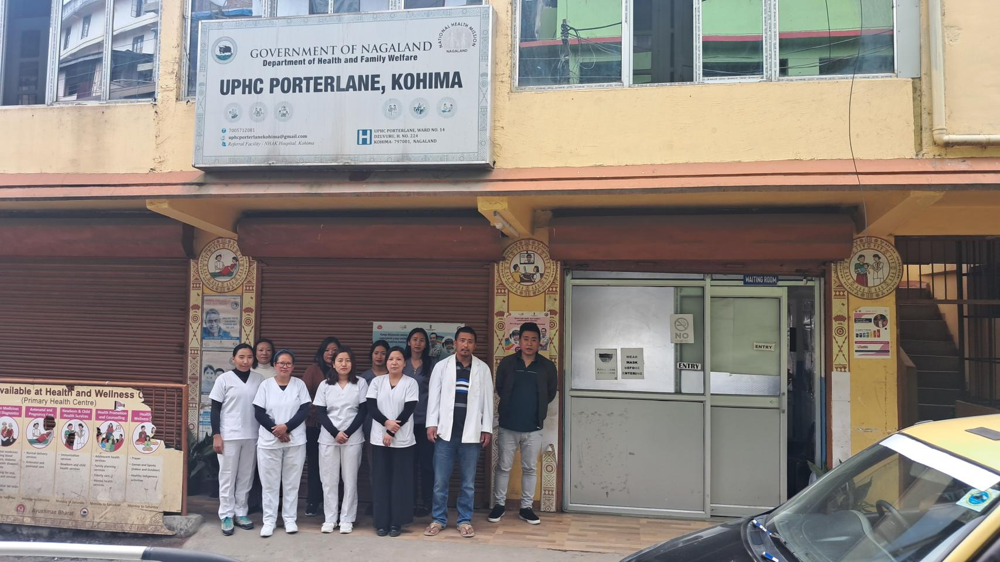 GOVERNMENT OF NAGALAND
Department of Health and Family Welfare
NATIONAL HEALTH MISSION
NAGALAND
UPHC PORTERLANE, KOHIMA
7005712081
uphcporterlanekohima@gmail.com
Referral Facility - NHAK Hospital, Kohima
H
UPHC PORTERLANE, WARD NO. 14
DZUVURU, H. NO. 224
KOHIMA- 797001, NAGALAND
WAITING ROOM
NO
ENTRY
ENTRY
WEAR
MASK
BEFOKE
ENTERING
Keep diseases away
vailable at Health and Wellness C
(Primary Health Centre)
Medicines
Diagnostics
Antenatal and
Pregnancy Care
Normal delivery
services
Antenatal and
postnatal care
Newborn & Child
Health Services
Immunisation
services
Newborn and child
health services
Health Promotion
and Counselling
Adolescent health
services
Family planning
services
Elderly care
Mental health
services
Health
Wellness
Prayer
Games and Sports
(Indoor and Outdoor)
Healthy indigenous
activities
Monday to Saturday
Monday to Saturday
Monday to Saturday
Monday to Saturday
Ayushman Bharat